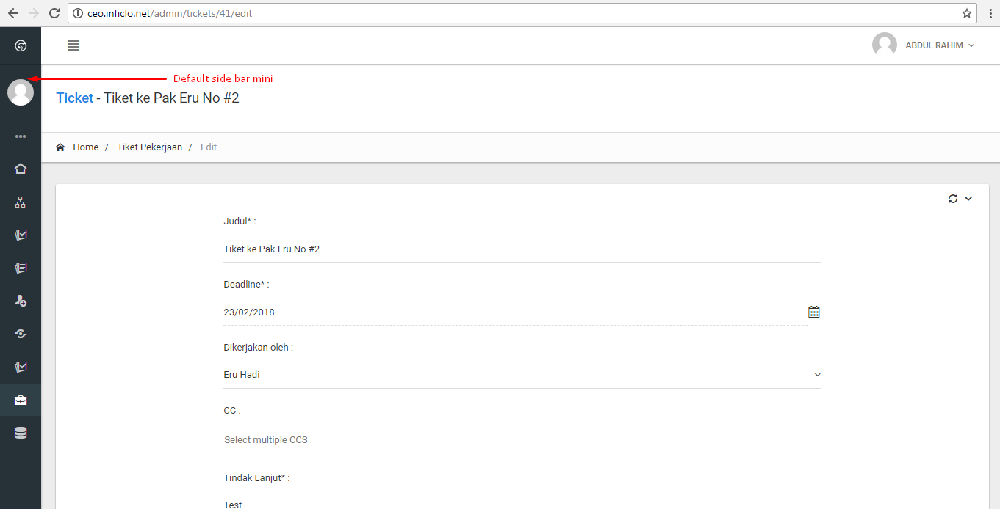 ceo.inficlo.net/admin/tickets/41/edit
ABDUL RAHIM
Default side bar mini
Ticket - Tiket ke Pak Eru No #2
Home / Tiket Pekerjaan / Edit
Judul* :
Tiket ke Pak Eru No #2
Deadline* :
23/02/2018
Dikerjakan oleh :
Eru Hadi
CC :
Select multiple CCS
Tindak Lanjut* :
Test